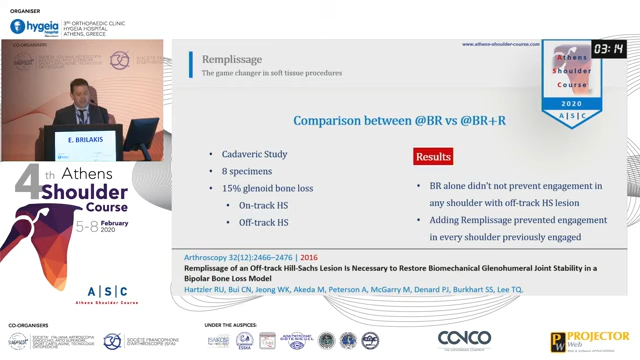 ORGANISER
hygeia
3RD ORTHOPAEDIC CLINIC
HYGEIA HOSPITAL
ATHENS, GREECE
CO-ORGANISERS
E. BRILAKIS
4th Athens
Shoulder
Course
5-8 February
2020
A|S|C
Athens Shoulder Course
www.athens-shoulder-course.com
03:14
Athens
Shoulder
Course
2020
A|S|C
Remplissage
The game changer in soft tissue procedures
Comparison between @BR vs @BR+R
• Cadaveric Study
• 8 specimens
• 15% glenoid bone loss
• On-track HS
• Off-track HS
Results
• BR alone didn't not prevent engagement in
any shoulder with off-track HS lesion
• Adding Remplissage prevented engagement
in every shoulder previously engaged
Arthroscopy 32(12):2466–2476 | 2016
Remplissage of an Off-track Hill-Sachs Lesion Is Necessary to Restore Biomechanical Glenohumeral Joint Stability in a
Bipolar Bone Loss Model
Hartzler RU, Bui CN, Jeong WK, Akeda M, Peterson A, McGarry M, Denard PJ, Burkhart SS, Lee TQ.
CO-ORGANISERS
UNDER THE AUSPICES:
CONCO
PW
PROJECTOR
Web